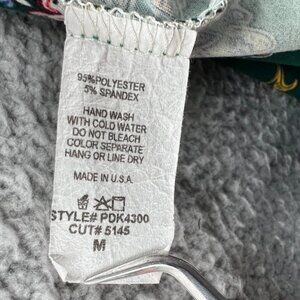 95%POLYESTER
5% SPANDEX
HAND WASH
WITH COLD WATER
DO NOT BLEACH
COLOR SEPARATE
HANG OR LINE DRY
MADE IN U.S.A.
STYLE# PDK4300
CUT# 5145
M